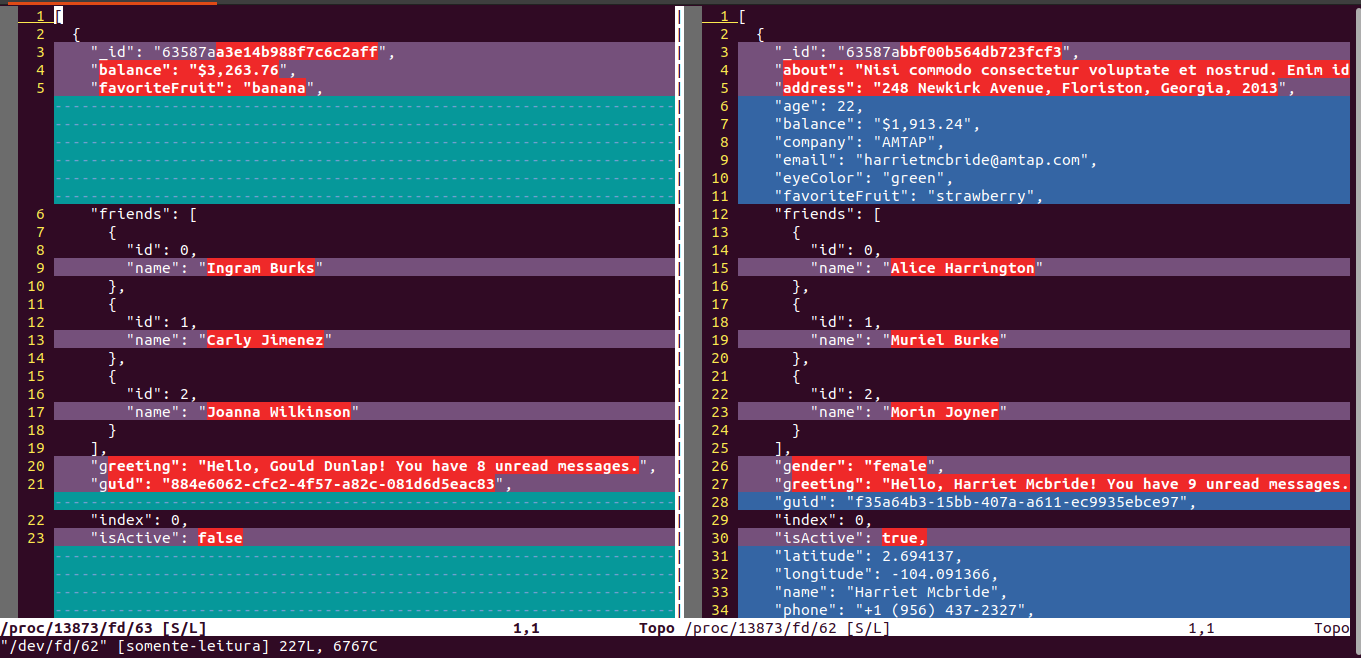 1 [
2   {
3     "_id": "63587aa3e14b988f7c6c2aff",
4     "balance": "$3,263.76",
5     "favoriteFruit": "banana",
6     "friends": [
7       {
8         "id": 0,
9         "name": "Ingram Burks"
10       },
11       {
12         "id": 1,
13         "name": "Carly Jimenez"
14       },
15       {
16         "id": 2,
17         "name": "Joanna Wilkinson"
18       }
19     ],
20     "greeting": "Hello, Gould Dunlap! You have 8 unread messages.",
21     "guid": "884e6062-cfc2-4f57-a82c-081d6d5eac83",
22     "index": 0,
23     "isActive": false
/proc/13873/fd/63 [S/L] 1,1 Topo
1 [
2   {
3     "_id": "63587abbf00b564db723fcf3",
4     "about": "Nisi commodo consectetur voluptate et nostrud. Enim id
5     "address": "248 Newkirk Avenue, Floriston, Georgia, 2013",
6     "age": 22,
7     "balance": "$1,913.24",
8     "company": "AMTAP",
9     "email": "harrietmcbride@amtap.com",
10     "eyeColor": "green",
11     "favoriteFruit": "strawberry",
12     "friends": [
13       {
14         "id": 0,
15         "name": "Alice Harrington"
16       },
17       {
18         "id": 1,
19         "name": "Muriel Burke"
20       },
21       {
22         "id": 2,
23         "name": "Morin Joyner"
24       }
25     ],
26     "gender": "female",
27     "greeting": "Hello, Harriet Mcbride! You have 9 unread messages.
28     "guid": "f35a64b3-15bb-407a-a611-ec9935ebce97",
29     "index": 0,
30     "isActive": true,
31     "latitude": 2.694137,
32     "longitude": -104.091366,
33     "name": "Harriet Mcbride",
34     "phone": "+1 (956) 437-2327",
/proc/13873/fd/62 [S/L] 1,1 Topo
"/dev/fd/62" [somente-leitura] 227L, 6767C